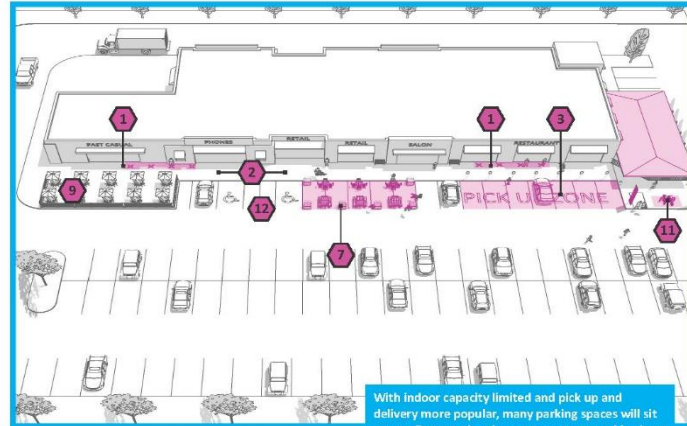 1
1
3
FAST CASUAL
PHONES
RETAIL
RETAIL
SALON
RESTAURANT
2
9
12
PICK UP ZONE
11
7
With indoor capacity limited and pick up and
delivery more popular, many parking spaces will sit